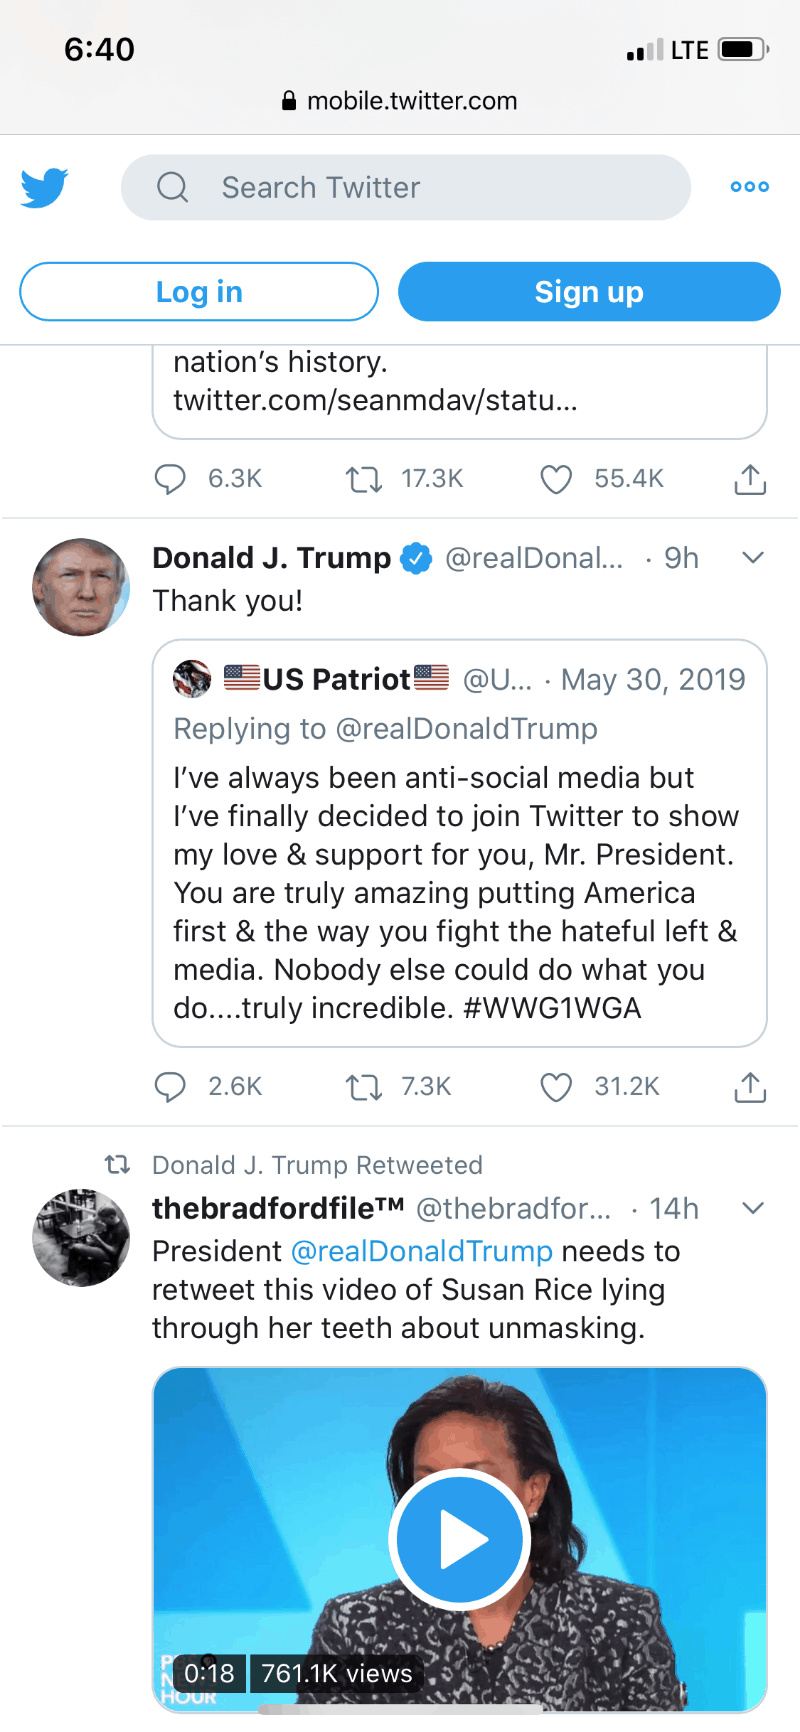 6:40
LTE
mobile.twitter.com
Search Twitter
Log in
Sign up
nation's history.
twitter.com/seanmdav/statu...
6.3K 17.3K 55.4K
Donald J. Trump @realDonal... · 9h
Thank you!
US Patriot @U... · May 30, 2019
Replying to @realDonaldTrump
I've always been anti-social media but
I've finally decided to join Twitter to show
my love & support for you, Mr. President.
You are truly amazing putting America
first & the way you fight the hateful left &
media. Nobody else could do what you
do....truly incredible. #WWG1WGA
2.6K 7.3K 31.2K
Donald J. Trump Retweeted
thebradfordfile™ @thebradfor... · 14h
President @realDonaldTrump needs to
retweet this video of Susan Rice lying
through her teeth about unmasking.
0:18 761.1K views
HOUR